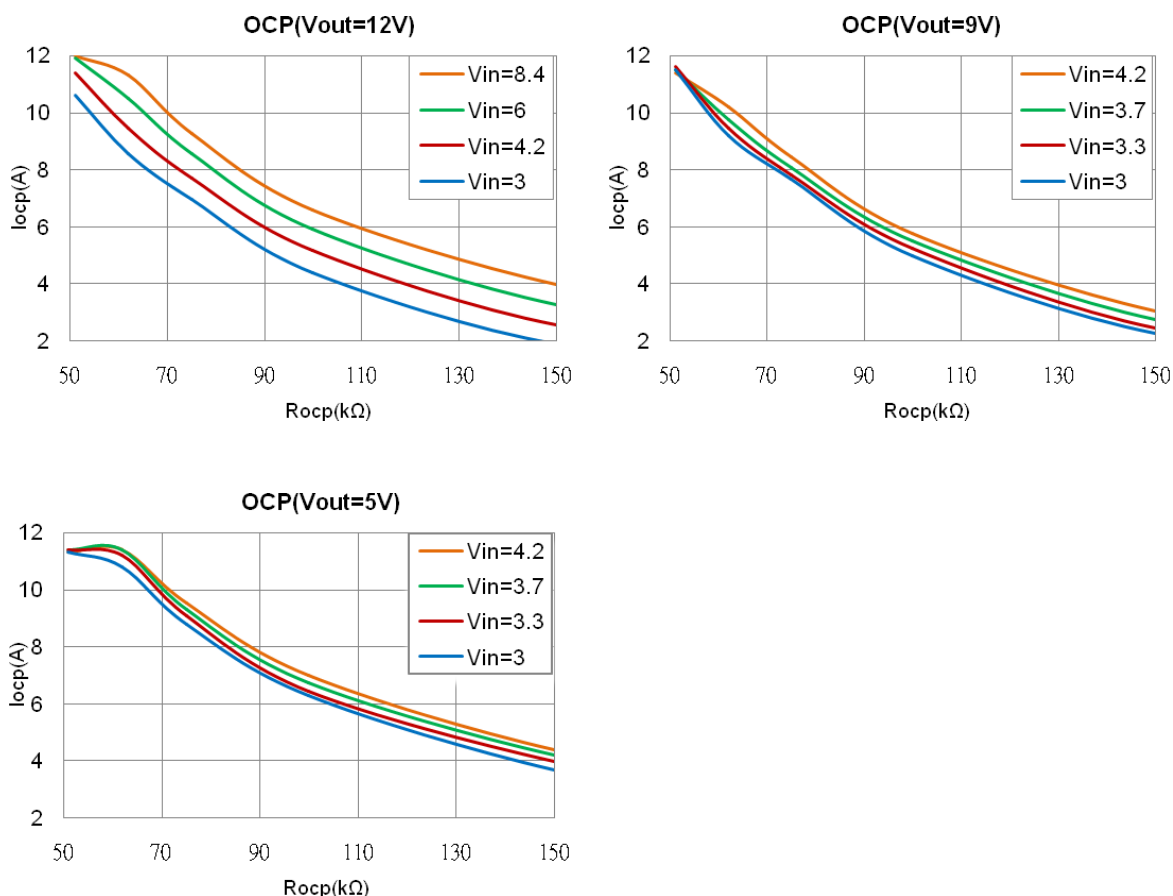 OCP(Vout=12V)
Iocp(A)
12
10
8
6
4
2
Vin=8.4
Vin=6
Vin=4.2
Vin=3
50 70 90 110 130 150
Rocp(kΩ)
OCP(Vout=9V)
Iocp(A)
12
10
8
6
4
2
Vin=4.2
Vin=3.7
Vin=3.3
Vin=3
50 70 90 110 130 150
Rocp(kΩ)
OCP(Vout=5V)
Iocp(A)
12
10
8
6
4
2
Vin=4.2
Vin=3.7
Vin=3.3
Vin=3
50 70 90 110 130 150
Rocp(kΩ)